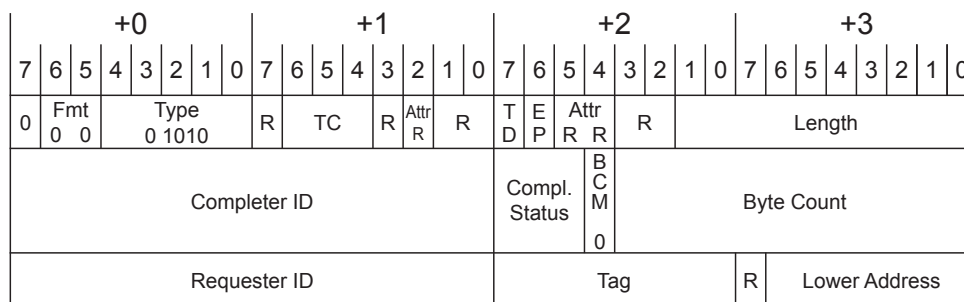 +0 +1 +2 +3
7 6 5 4 3 2 1 0 7 6 5 4 3 2 1 0 7 6 5 4 3 2 1 0 7 6 5 4 3 2 1 0
0 Fmt 0 0 Type 0 1010 R TC R Attr R R TD EP Attr R R R Length
Completer ID Compl. Status BCM 0 Byte Count
Requester ID Tag R Lower Address